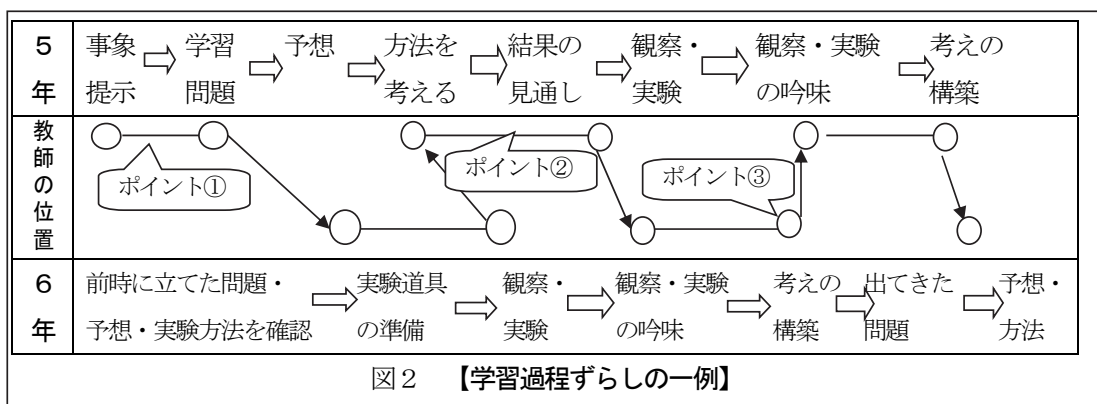 5年
事象提示 ⇨ 学習問題 ⇨ 予想 ⇨ 方法を考える ⇨ 結果の見通し ⇨ 観察・実験 ⇨ 観察・実験の吟味 ⇨ 考えの構築
教師の位置
ポイント①
ポイント②
ポイント③
6年
前時に立てた問題・予想・実験方法を確認 ⇨ 実験道具の準備 ⇨ 観察・実験 ⇨ 観察・実験の吟味 ⇨ 考えの構築 ⇨ 出てきた問題 ⇨ 予想・方法
図2 【学習過程ずらしの一例】